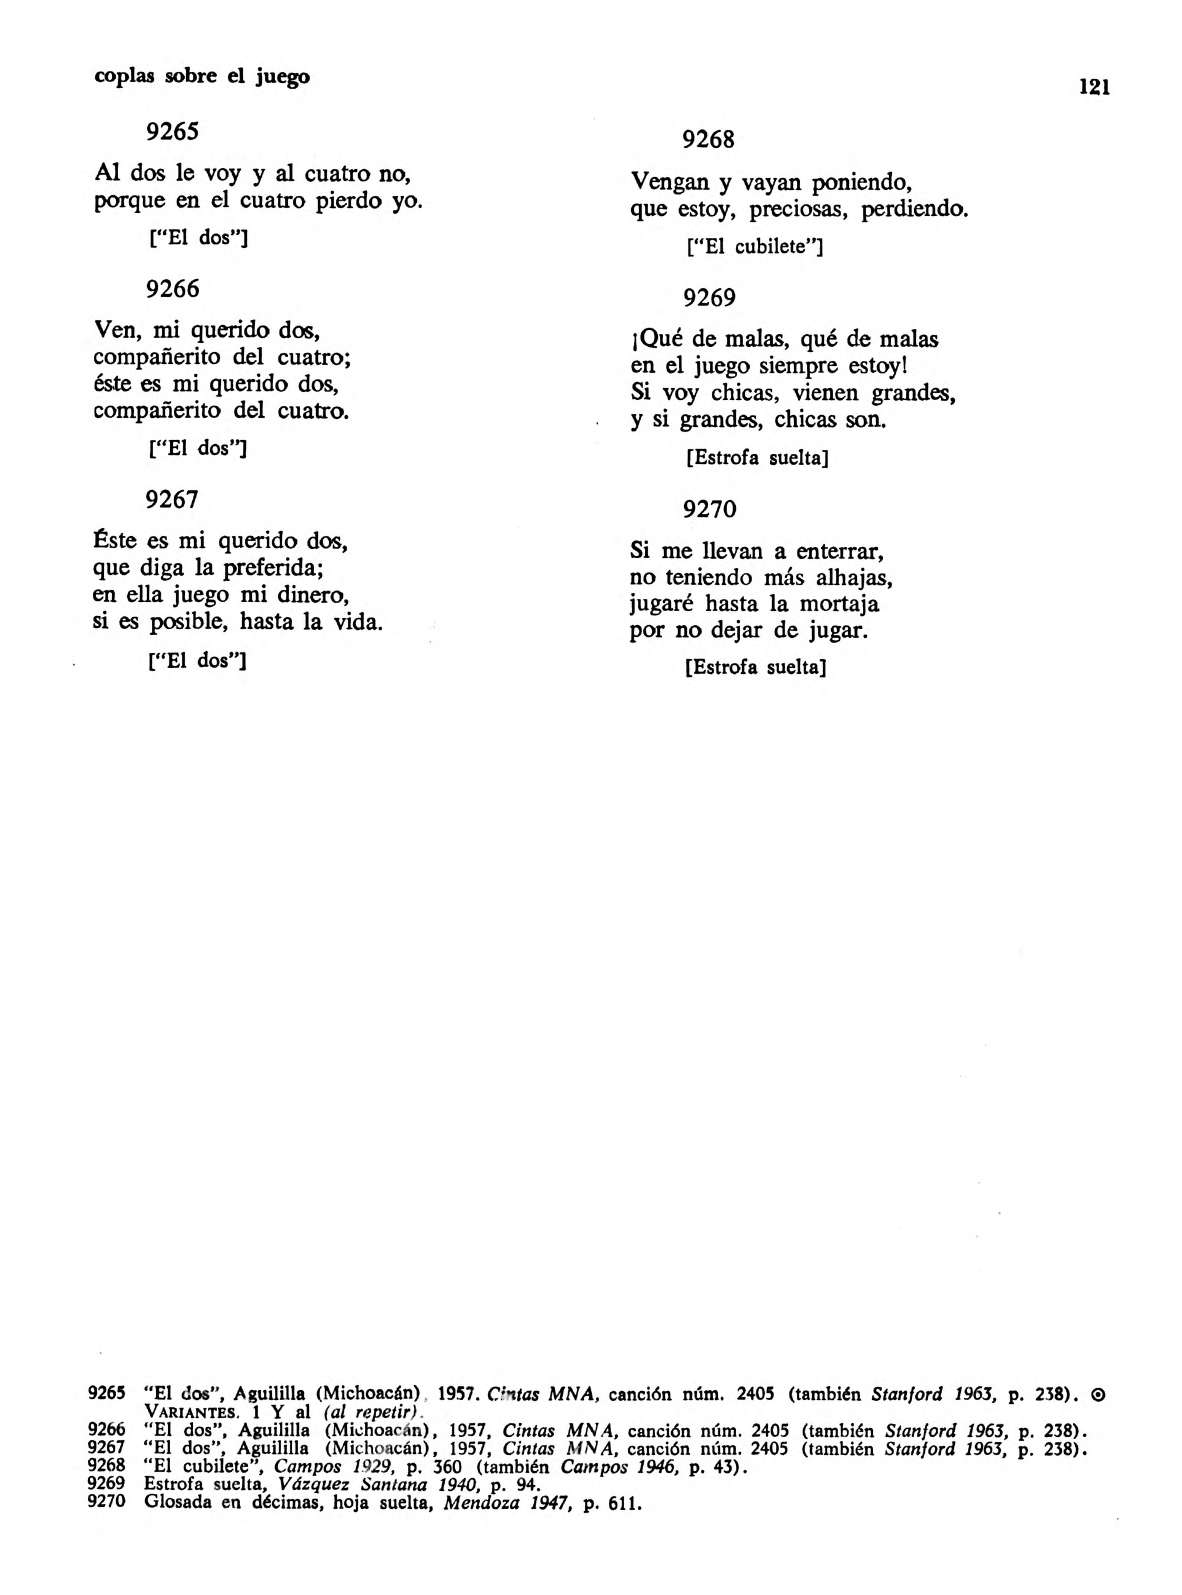 coplas sobre el juego
121
9265
Al dos le voy y al cuatro no,
porque en el cuatro pierdo yo.
["El dos"]
9266
Ven, mi querido dos,
compañerito del cuatro;
éste es mi querido dos,
compañerito del cuatro.
["El dos"]
9267
Éste es mi querido dos,
que diga la preferida;
en ella juego mi dinero,
si es posible, hasta la vida.
["El dos"]
9268
Vengan y vayan poniendo,
que estoy, preciosas, perdiendo.
["El cubilete"]
9269
¡Qué de malas, qué de malas
en el juego siempre estoy!
Si voy chicas, vienen grandes,
y si grandes, chicas son.
[Estrofa suelta]
9270
Si me llevan a enterrar,
no teniendo más alhajas,
jugaré hasta la mortaja
por no dejar de jugar.
[Estrofa suelta]
9265 "El dos", Aguililla (Michoacán), 1957. Cintas MNA, canción núm. 2405 (también Stanford 1963, p. 238). ⊙
VARIANTES. 1 Y al (al repetir).
9266 "El dos", Aguililla (Michoacán), 1957, Cintas MNA, canción núm. 2405 (también Stanford 1963, p. 238).
9267 "El dos", Aguililla (Michoacán), 1957, Cintas MNA, canción núm. 2405 (también Stanford 1963, p. 238).
9268 "El cubilete", Campos 1929, p. 360 (también Campos 1946, p. 43).
9269 Estrofa suelta, Vázquez Santana 1940, p. 94.
9270 Glosada en décimas, hoja suelta, Mendoza 1947, p. 611.